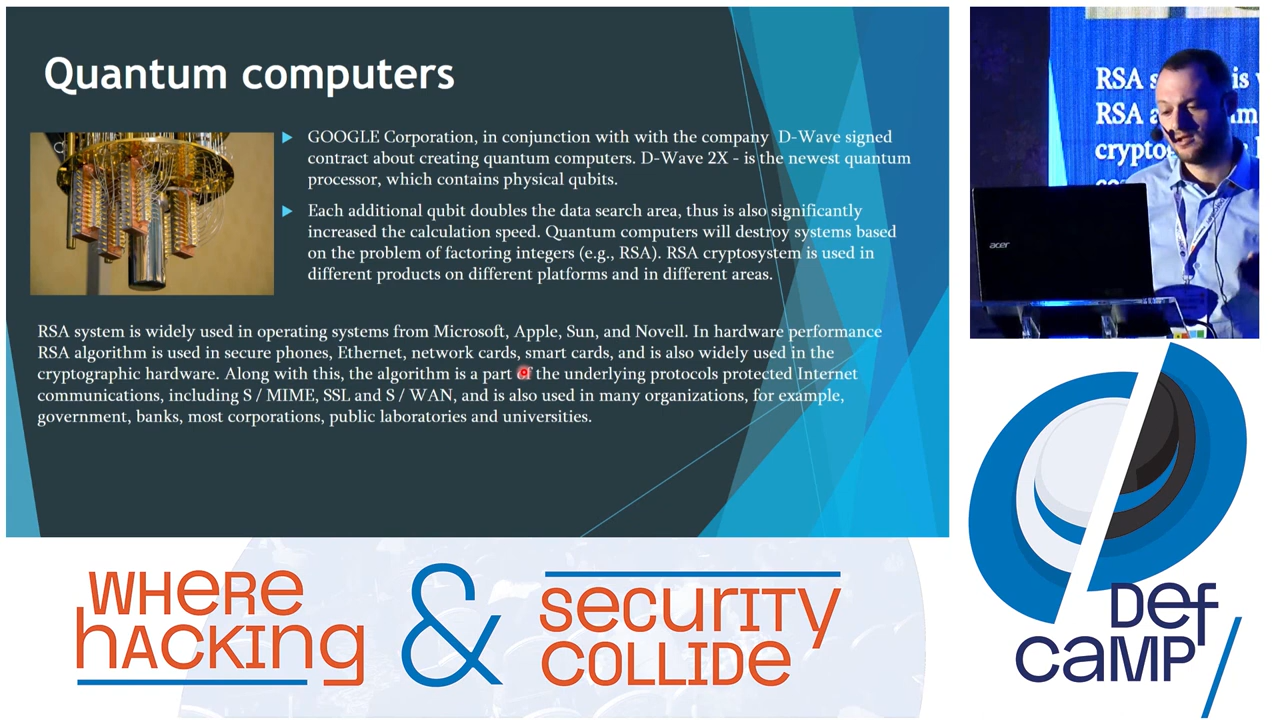 Quantum computers
GOOGLE Corporation, in conjunction with with the company D-Wave signed
contract about creating quantum computers. D-Wave 2X - is the newest quantum
processor, which contains physical qubits.
Each additional qubit doubles the data search area, thus is also significantly
increased the calculation speed. Quantum computers will destroy systems based
on the problem of factoring integers (e.g., RSA). RSA cryptosystem is used in
different products on different platforms and in different areas.
RSA system is widely used in operating systems from Microsoft, Apple, Sun, and Novell. In hardware performance
RSA algorithm is used in secure phones, Ethernet, network cards, smart cards, and is also widely used in the
cryptographic hardware. Along with this, the algorithm is a part of the underlying protocols protected Internet
communications, including S / MIME, SSL and S / WAN, and is also used in many organizations, for example,
government, banks, most corporations, public laboratories and universities.
RSA s is
RSA a
crypto
acer
WHERE
HACKING
&
SECURITY
COLLIDE
DefCAMP/